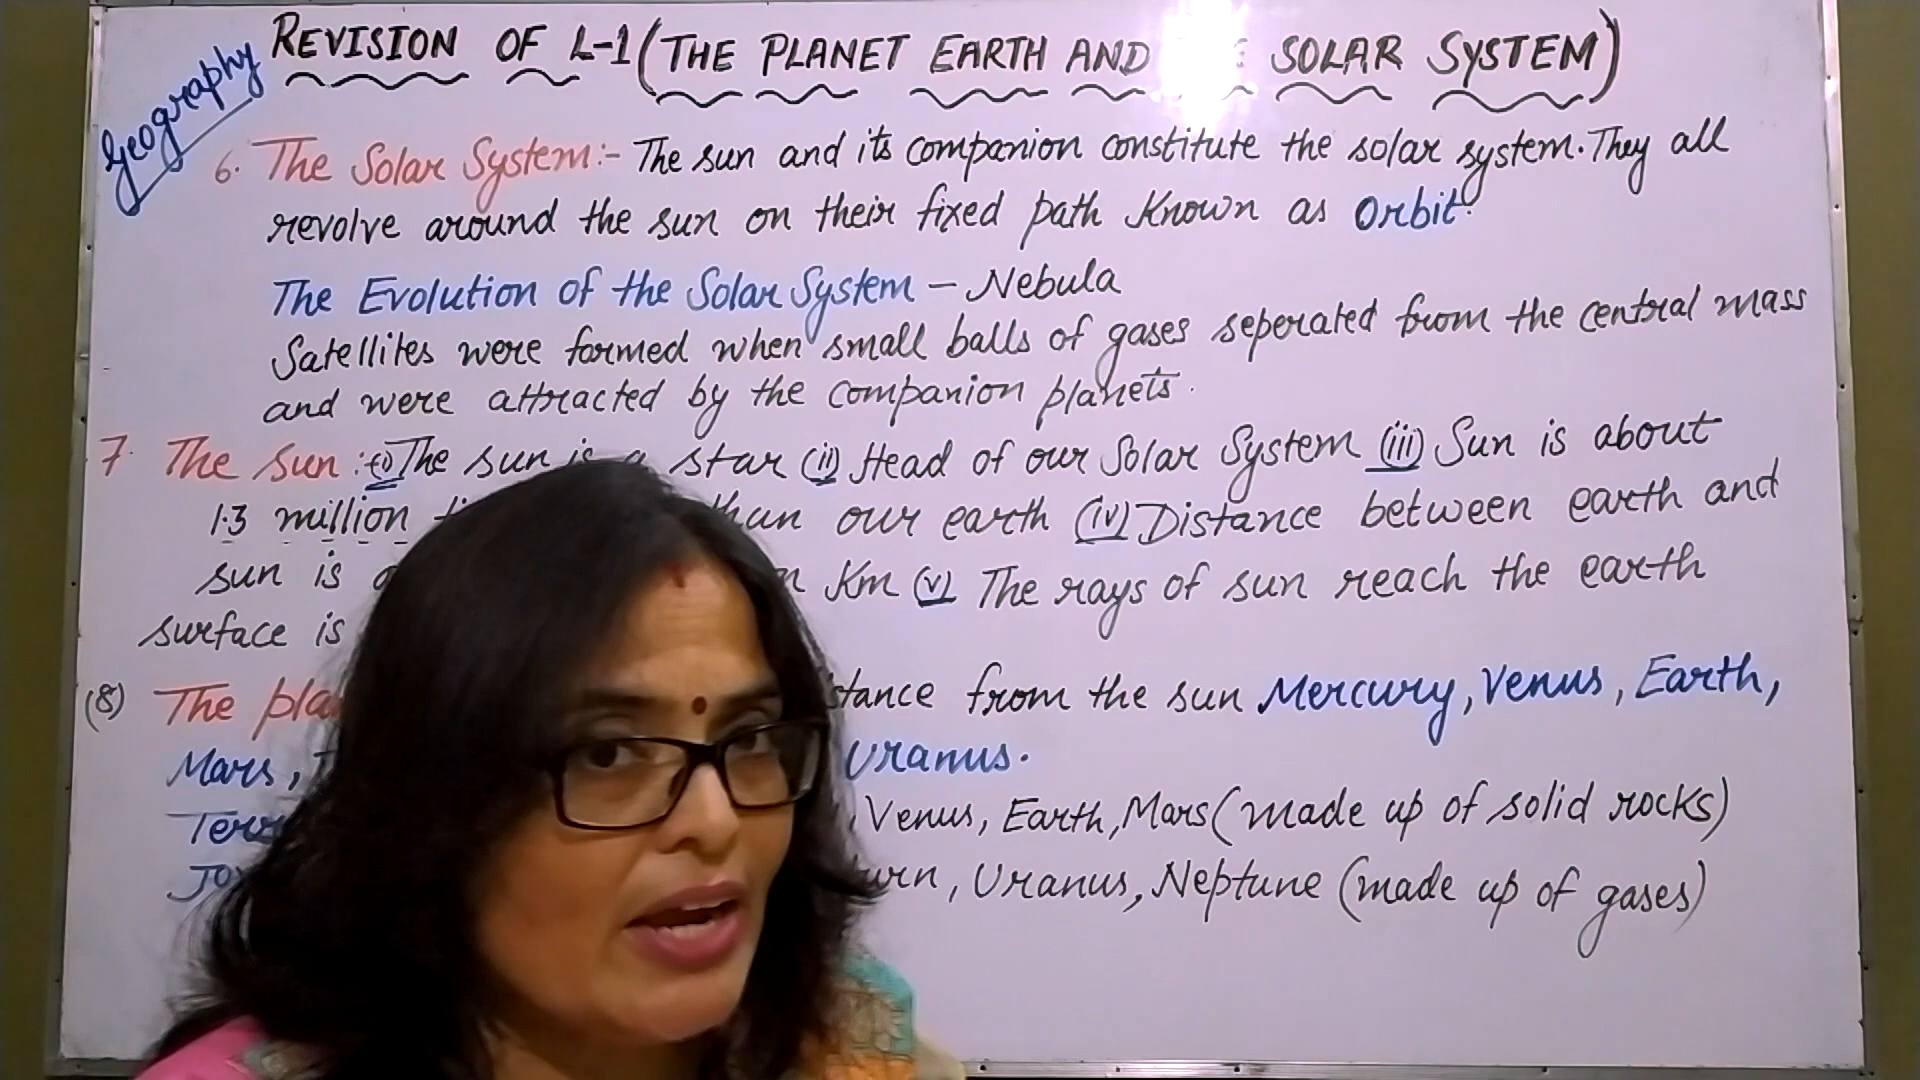 Geography
REVISION OF L-1 (THE PLANET EARTH AND SOLAR SYSTEM)
6. The Solar System:- The sun and its companion constitute the solar system. They all
revolve around the sun on their fixed path known as orbit.
The Evolution of the Solar System - Nebula
Satellites were formed when small balls of gases seperated from the central mass
and were attracted by the companion planets.
7. The sun: (i) The sun is a star (ii) Head of our Solar System (iii) Sun is about
1.3 million than our earth (iv) Distance between earth and
sun is Km (v) The rays of sun reach the earth
surface is
(8) The from the sun Mercury, Venus, Earth,
Mars, Uranus.
Venus, Earth, Mars (made up of solid rocks)
Uranus, Neptune (made up of gases)